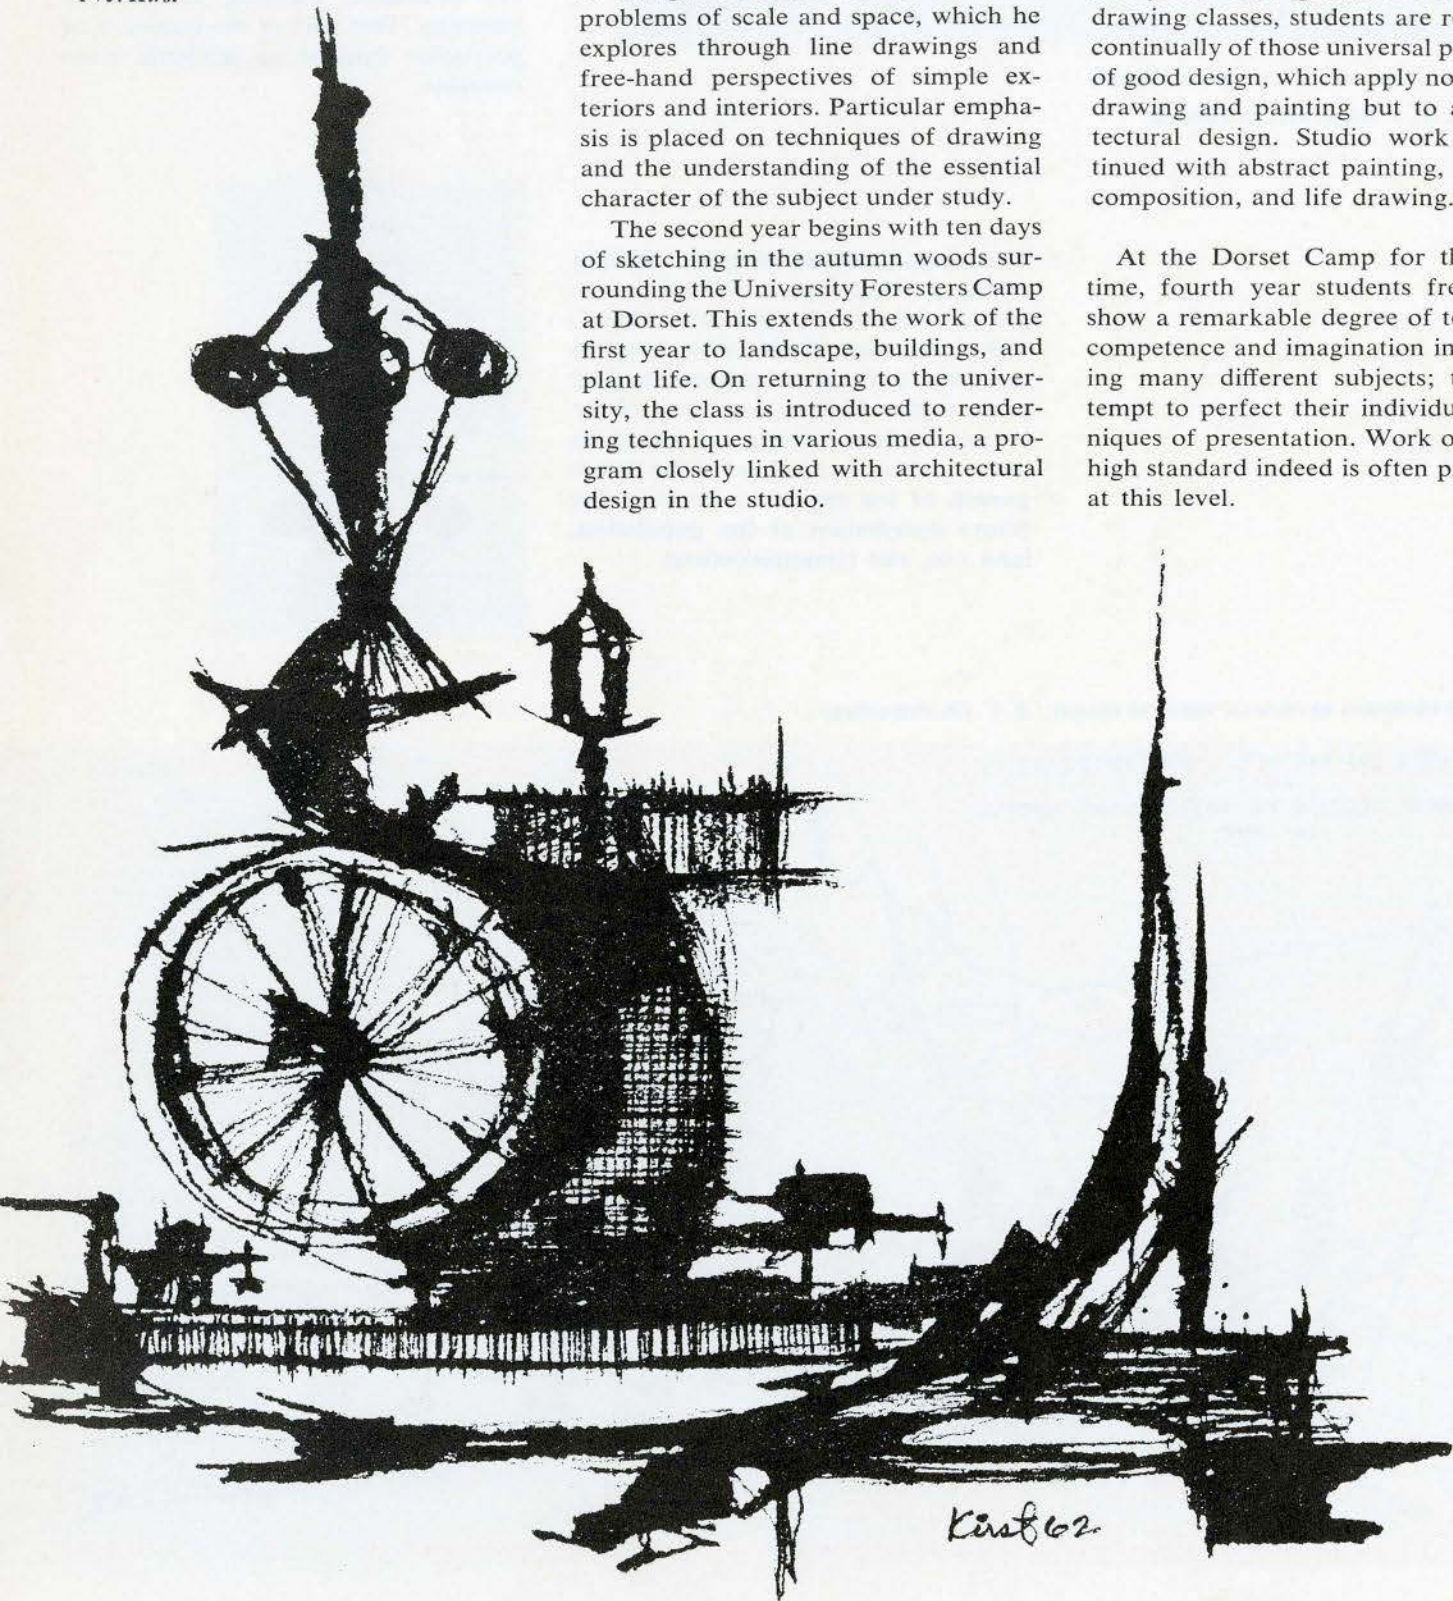 problems of scale and space, which he
explores through line drawings and
free-hand perspectives of simple ex-
teriors and interiors. Particular empha-
sis is placed on techniques of drawing
and the understanding of the essential
character of the subject under study.
The second year begins with ten days
of sketching in the autumn woods sur-
rounding the University Foresters Camp
at Dorset. This extends the work of the
first year to landscape, buildings, and
plant life. On returning to the univer-
sity, the class is introduced to render-
ing techniques in various media, a pro-
gram closely linked with architectural
design in the studio.
drawing classes, students are r
continually of those universal p
of good design, which apply no
drawing and painting but to a
tectural design. Studio work
tinued with abstract painting,
composition, and life drawing.
At the Dorset Camp for th
time, fourth year students fre
show a remarkable degree of te
competence and imagination in
ing many different subjects; t
tempt to perfect their individu
niques of presentation. Work o
high standard indeed is often p
at this level.
Kirst 62